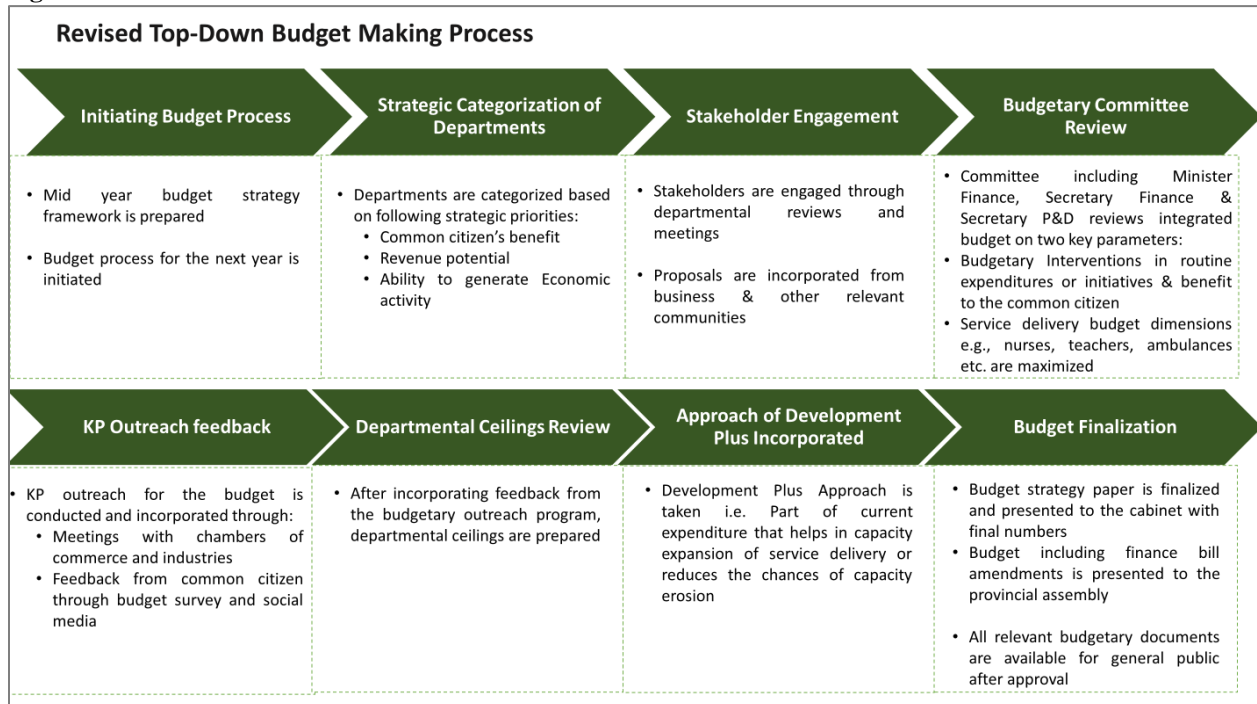 Revised Top-Down Budget Making Process
Initiating Budget Process
• Mid year budget strategy
framework is prepared
• Budget process for the next year is
initiated
Strategic Categorization of
Departments
• Departments are categorized based
on following strategic priorities:
• Common citizen's benefit
• Revenue potential
• Ability to generate Economic
activity
Stakeholder Engagement
• Stakeholders are engaged through
departmental reviews and
meetings
• Proposals are incorporated from
business & other relevant
communities
Budgetary Committee
Review
• Committee including Minister
Finance, Secretary Finance &
Secretary P&D reviews integrated
budget on two key parameters:
• Budgetary Interventions in routine
expenditures or initiatives & benefit
to the common citizen
• Service delivery budget dimensions
e.g., nurses, teachers, ambulances
etc. are maximized
KP Outreach feedback
• KP outreach for the budget is
conducted and incorporated through:
• Meetings with chambers of
commerce and industries
• Feedback from common citizen
through budget survey and social
media
Departmental Ceilings Review
• After incorporating feedback from
the budgetary outreach program,
departmental ceilings are prepared
Approach of Development
Plus Incorporated
• Development Plus Approach is
taken i.e. Part of current
expenditure that helps in capacity
expansion of service delivery or
reduces the chances of capacity
erosion
Budget Finalization
• Budget strategy paper is finalized
and presented to the cabinet with
final numbers
• Budget including finance bill
amendments is presented to the
provincial assembly
• All relevant budgetary documents
are available for general public
after approval